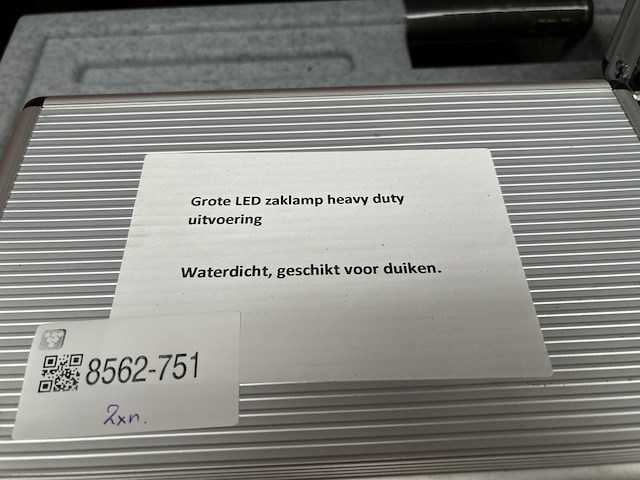 Grote LED zaklamp heavy duty
uitvoering
Waterdicht, geschikt voor duiken.
8562-751
2xn.